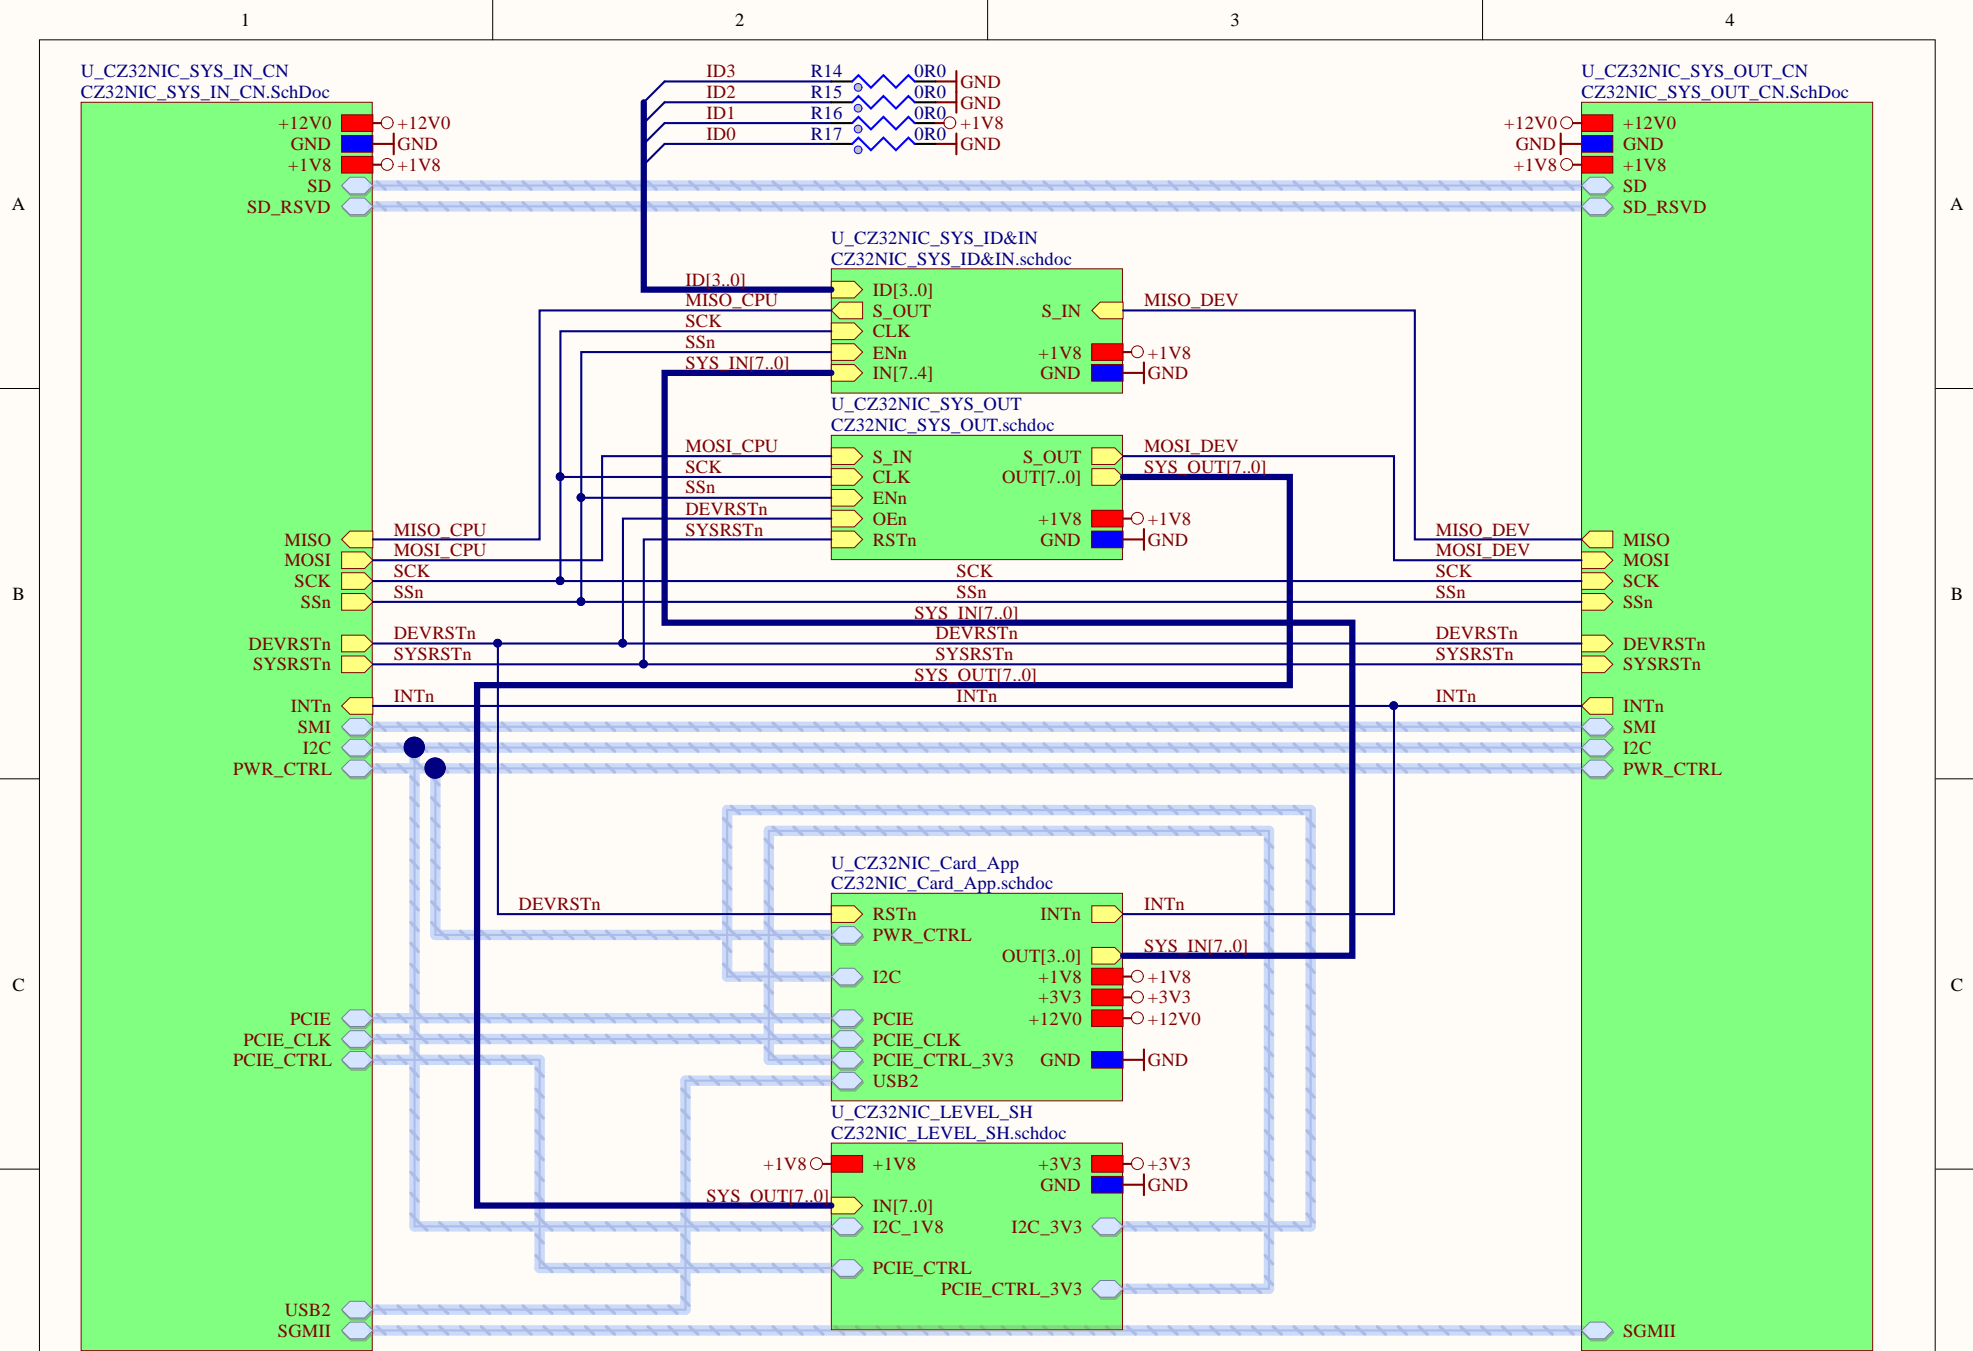 1 2 3 4
A A
B B
C C
U_CZ32NIC_SYS_IN_CN
CZ32NIC_SYS_IN_CN.SchDoc
+12V0 +12V0
GND GND
+1V8 +1V8
SD
SD_RSVD
MISO MISO_CPU
MOSI MOSI_CPU
SCK SCK
SSn SSn
DEVRSTn DEVRSTn
SYSRSTn SYSRSTn
INTn INTn
SMI
I2C
PWR_CTRL
PCIE
PCIE_CLK
PCIE_CTRL
USB2
SGMII
ID3 R14 0R0 GND
ID2 R15 0R0 GND
ID1 R16 0R0 +1V8
ID0 R17 0R0 GND
U_CZ32NIC_SYS_ID&IN
CZ32NIC_SYS_ID&IN.schdoc
ID[3..0] ID[3..0]
MISO_CPU S_OUT S_IN MISO_DEV
SCK CLK
SSn ENn +1V8 +1V8
SYS_IN[7..0] IN[7..4] GND GND
U_CZ32NIC_SYS_OUT
CZ32NIC_SYS_OUT.schdoc
MOSI_CPU S_IN S_OUT MOSI_DEV
SCK CLK OUT[7..0] SYS_OUT[7..0]
SSn ENn
DEVRSTn OEn +1V8 +1V8
SYSRSTn RSTn GND GND
SCK
SSn
SYS_IN[7..0]
DEVRSTn
SYSRSTn
SYS_OUT[7..0]
INTn
U_CZ32NIC_Card_App
CZ32NIC_Card_App.schdoc
DEVRSTn RSTn INTn INTn
PWR_CTRL
OUT[3..0] SYS_IN[7..0]
I2C +1V8 +1V8
+3V3 +3V3
PCIE +12V0 +12V0
PCIE_CLK
PCIE_CTRL_3V3 GND GND
USB2
U_CZ32NIC_LEVEL_SH
CZ32NIC_LEVEL_SH.schdoc
+1V8 +1V8 +3V3 +3V3
GND GND
SYS_OUT[7..0] IN[7..0]
I2C_1V8 I2C_3V3
PCIE_CTRL
PCIE_CTRL_3V3
U_CZ32NIC_SYS_OUT_CN
CZ32NIC_SYS_OUT_CN.SchDoc
+12V0 +12V0
GND GND
+1V8 +1V8
SD
SD_RSVD
MISO_DEV MISO
MOSI_DEV MOSI
SCK SCK
SSn SSn
DEVRSTn DEVRSTn
SYSRSTn SYSRSTn
INTn INTn
SMI
I2C
PWR_CTRL
SGMII